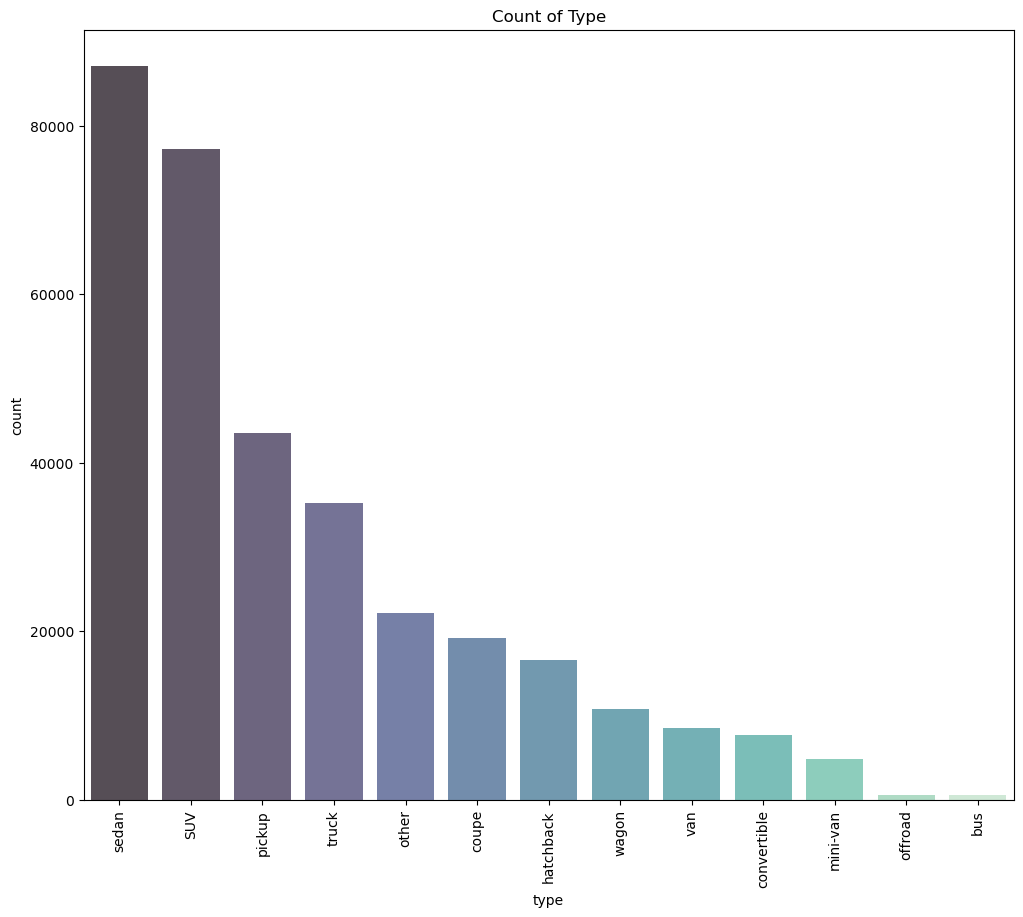 Count of Type
count
80000
60000
40000
20000
0
sedan
SUV
pickup
truck
other
coupe
hatchback
wagon
van
convertible
mini-van
offroad
bus
type